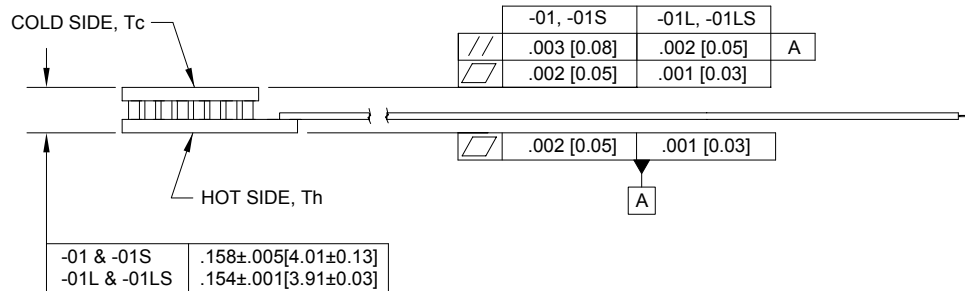 -01, -01S -01L, -01LS
COLD SIDE, Tc
// .003 [0.08] .002 [0.05] A
.002 [0.05] .001 [0.03]
.002 [0.05] .001 [0.03]
HOT SIDE, Th
A
-01 & -01S .158±.005[4.01±0.13]
-01L & -01LS .154±.001[3.91±0.03]